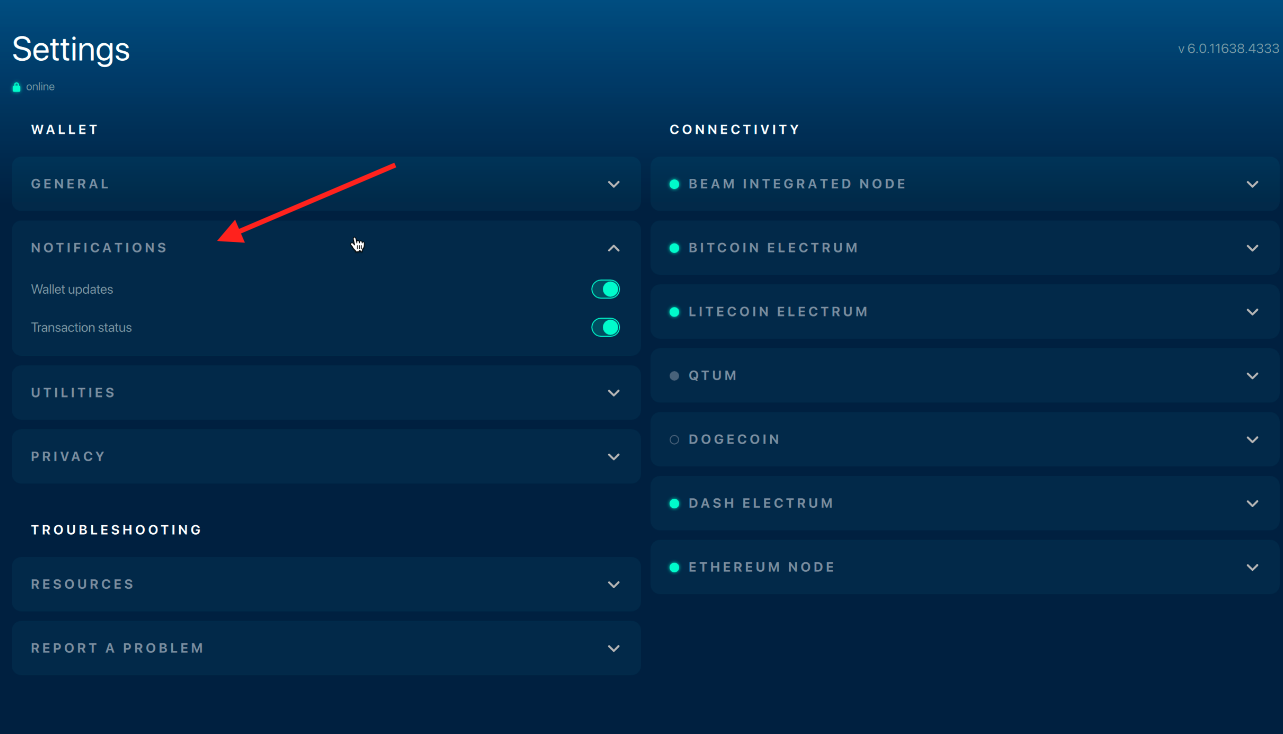 Settings
v 6.0.11638.4333
online
WALLET
GENERAL
NOTIFICATIONS
Wallet updates
Transaction status
UTILITIES
PRIVACY
TROUBLESHOOTING
RESOURCES
REPORT A PROBLEM
CONNECTIVITY
BEAM INTEGRATED NODE
BITCOIN ELECTRUM
LITECOIN ELECTRUM
QTUM
DOGECOIN
DASH ELECTRUM
ETHEREUM NODE